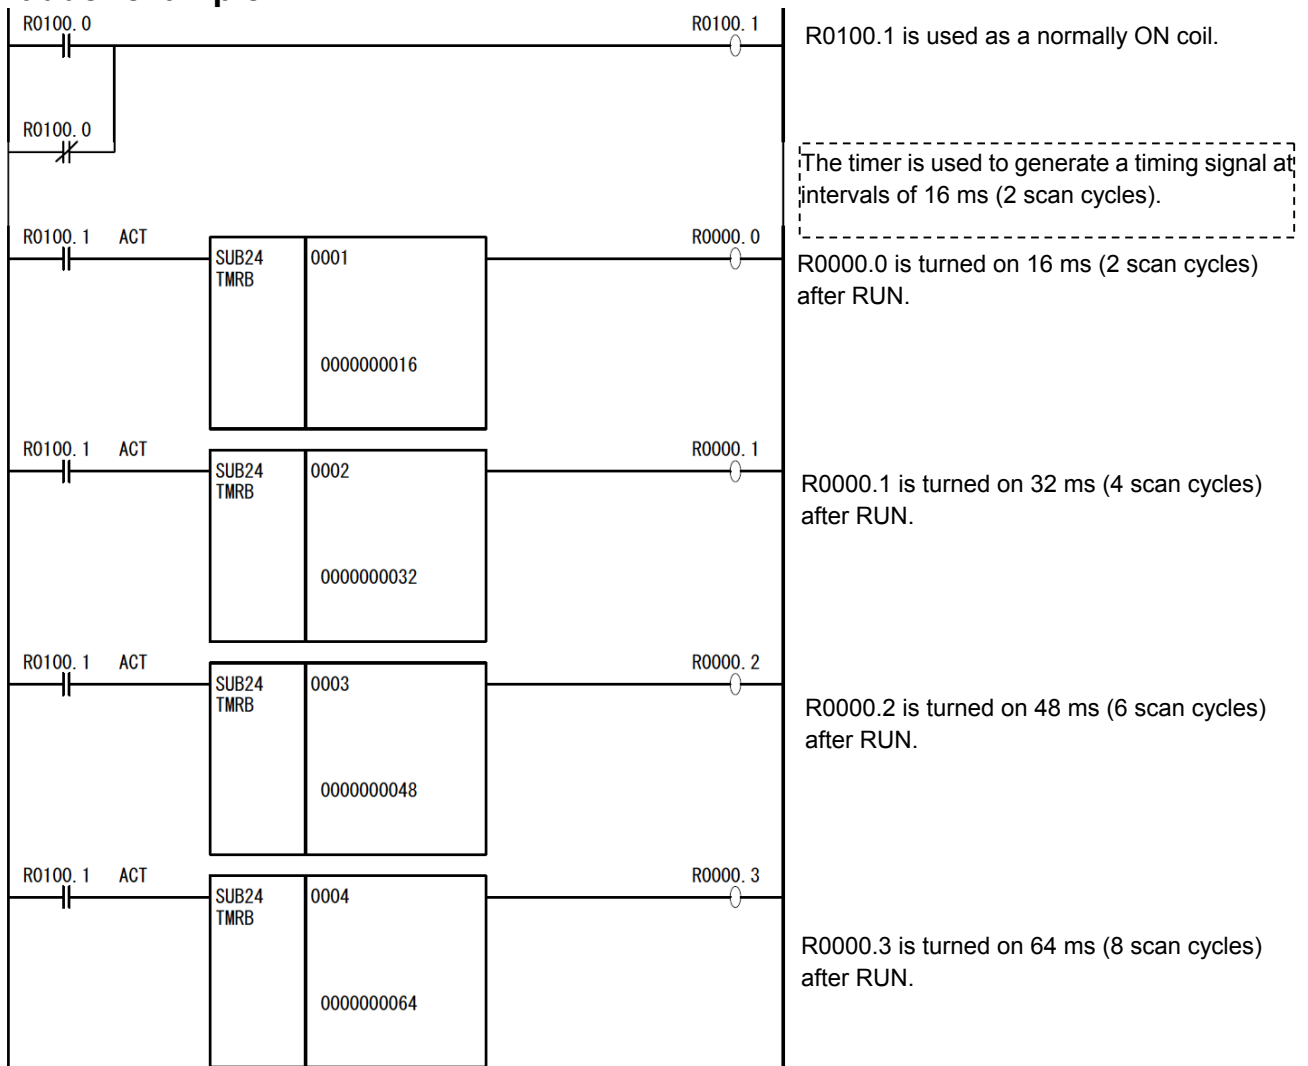 R0100.0
R0100.1
R0100.1 is used as a normally ON coil.
R0100.0
The timer is used to generate a timing signal at
intervals of 16 ms (2 scan cycles).
R0100.1 ACT
SUB24
TMRB
0001
0000000016
R0000.0
R0000.0 is turned on 16 ms (2 scan cycles)
after RUN.
R0100.1 ACT
SUB24
TMRB
0002
0000000032
R0000.1
R0000.1 is turned on 32 ms (4 scan cycles)
after RUN.
R0100.1 ACT
SUB24
TMRB
0003
0000000048
R0000.2
R0000.2 is turned on 48 ms (6 scan cycles)
after RUN.
R0100.1 ACT
SUB24
TMRB
0004
0000000064
R0000.3
R0000.3 is turned on 64 ms (8 scan cycles)
after RUN.